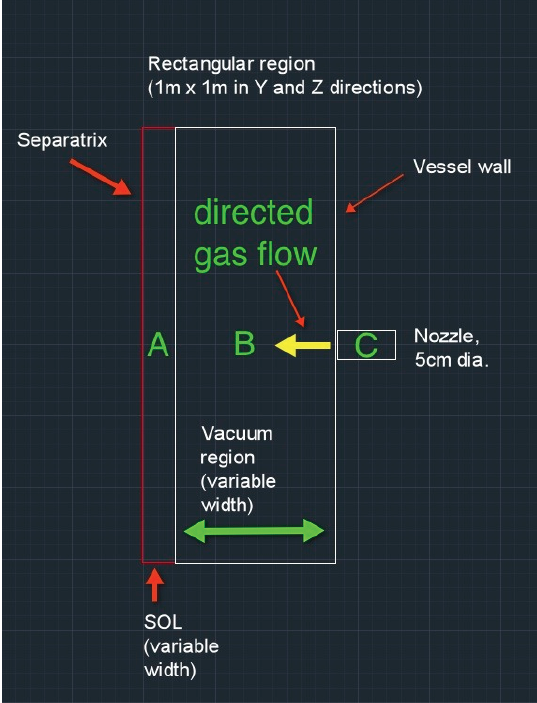 Rectangular region
(1m x 1m in Y and Z directions)
Separatrix
Vessel wall
directed
gas flow
A
B
C
Nozzle,
5cm dia.
Vacuum
region
(variable
width)
SOL
(variable
width)